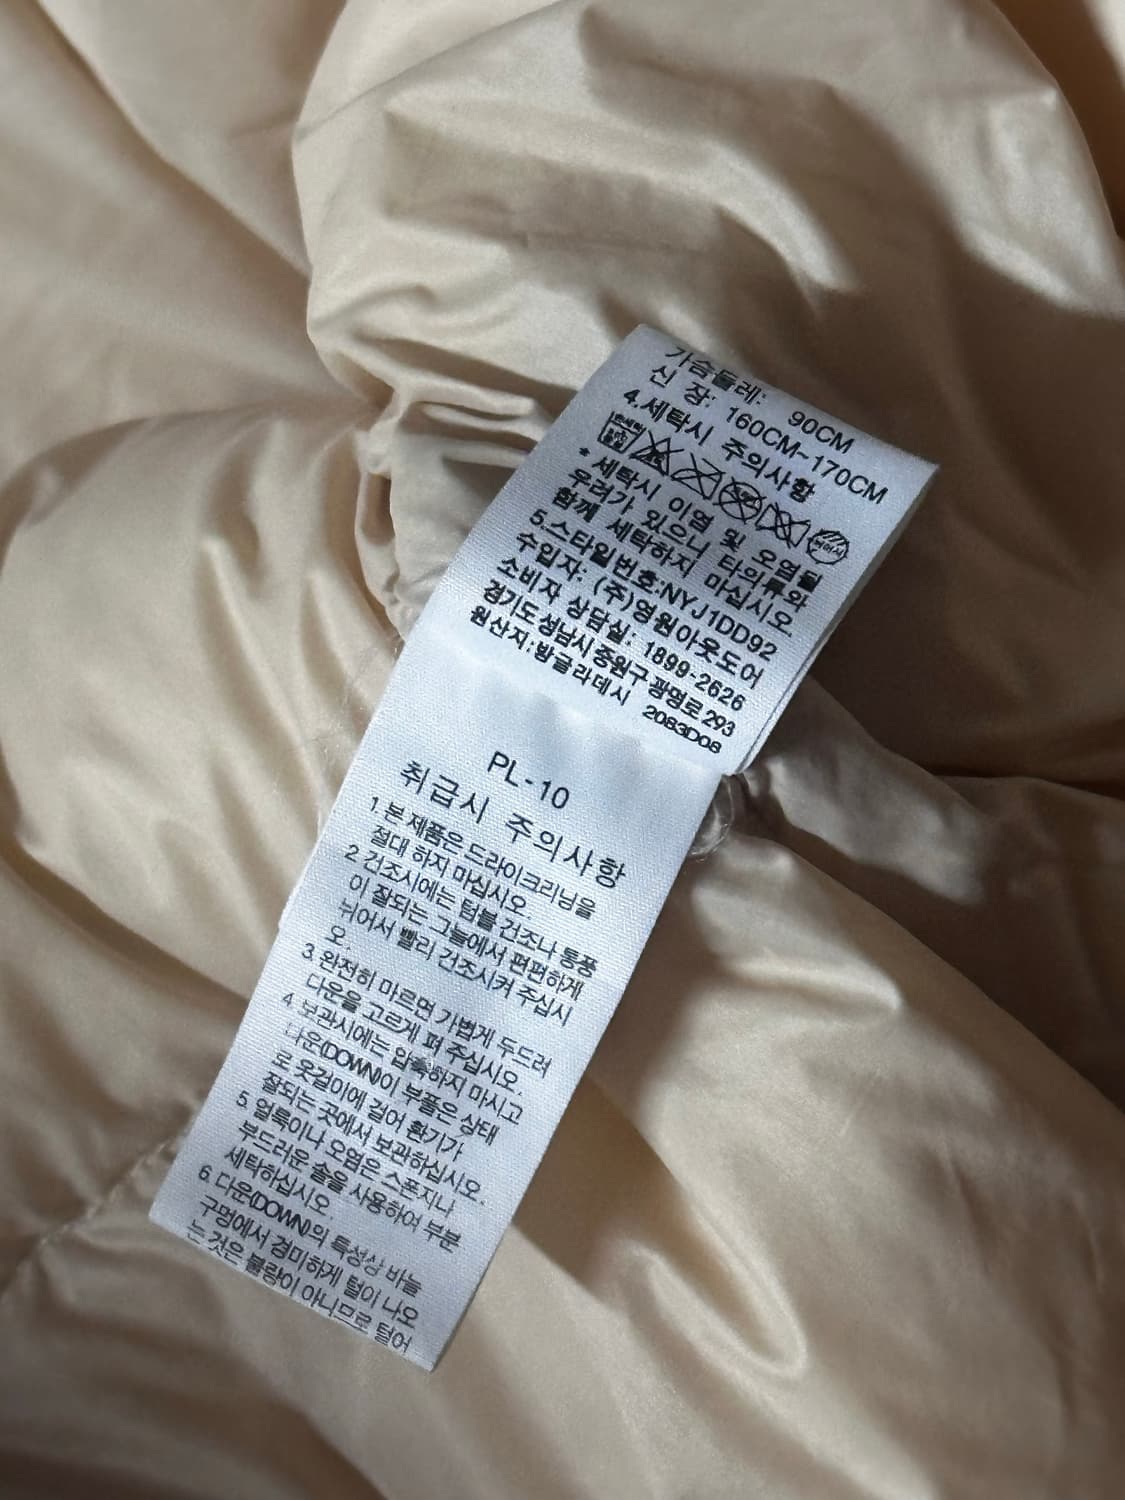 가슴둘레: 90CM
신 장: 160CM~170CM
4.세탁시 주의사항
* 세탁시 이염 및 오염될
우려가 있으니 타의류와
함께 세탁하지 마십시오.
5.스타일번호:NYJ1DD92
수입자: (주)영원아웃도어
소비자 상담실: 1899-2626
경기도성남시중원구광명로293
원산지:방글라데시 2083D08
PL-10
취급시 주의사항
1.본 제품은드라이크리닝을
절대 하지 마십시오.
2 건조시에는 텀블 건조나 통풍
이 잘되는 그늘에서 편편하게
뉘어서 빨리 건조시켜 주십시
오.
3. 완전히 마르면 가볍게 두드려
다운을 고르게 펴 주십시오.
4. 보관시에는 압축하지 마시고
다운(DOWN)이 부풀은 상태
로 옷걸이에 걸어 환기가
잘되는 곳에서 보관하십시오.
5. 얼룩이나 오염은 스폰지나
부드러운 솔을 사용하여 부분
세탁하십시오.
6.다운(DOWN)의 특성상 바늘
구멍에서 경미하게 털이 나오
는 것은 불량이 아니므로 털어